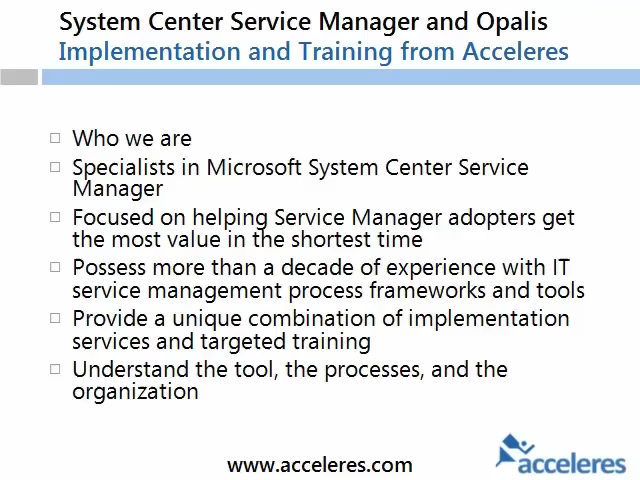 System Center Service Manager and Opalis
Implementation and Training from Acceleres
Who we are
Specialists in Microsoft System Center Service
Manager
Focused on helping Service Manager adopters get
the most value in the shortest time
Possess more than a decade of experience with IT
service management process frameworks and tools
Provide a unique combination of implementation
services and targeted training
Understand the tool, the processes, and the
organization
www.acceleres.com
acceleres